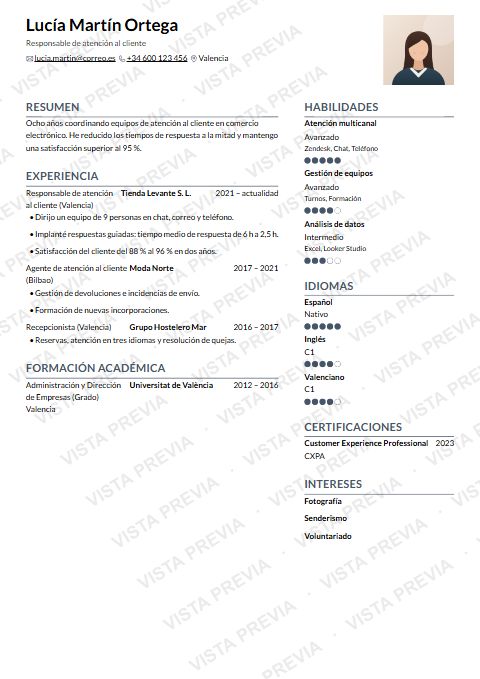 Lucía Martín Ortega
Responsable de atención al cliente
lucia.martin@correo.es +34 600 123 456 Valencia
RESUMEN
Ocho años coordinando equipos de atención al cliente en comercio
electrónico. He reducido los tiempos de respuesta a la mitad y mantengo
una satisfacción superior al 95 %.
EXPERIENCIA
Responsable de atención Tienda Levante S. L. 2021 – actualidad
al cliente (Valencia)
• Dirijo un equipo de 9 personas en chat, correo y teléfono.
• Implanté respuestas guiadas: tiempo medio de respuesta de 6 h a 2,5 h.
• Satisfacción del cliente del 88 % al 96 % en dos años.
Agente de atención al cliente Moda Norte 2017 – 2021
(Bilbao)
• Gestión de devoluciones e incidencias de envío.
• Formación de nuevas incorporaciones.
Recepcionista (Valencia) Grupo Hostelero Mar 2016 – 2017
• Reservas, atención en tres idiomas y resolución de quejas.
FORMACIÓN ACADÉMICA
Administración y Dirección Universitat de València 2012 – 2016
de Empresas (Grado)
Valencia
HABILIDADES
Atención multicanal
Avanzado
Zendesk, Chat, Teléfono
Gestión de equipos
Avanzado
Turnos, Formación
Análisis de datos
Intermedio
Excel, Looker Studio
IDIOMAS
Español
Nativo
Inglés
C1
Valenciano
C1
CERTIFICACIONES
Customer Experience Professional 2023
CXPA
INTERESES
Fotografía
Senderismo
Voluntariado
VISTA PREVIA